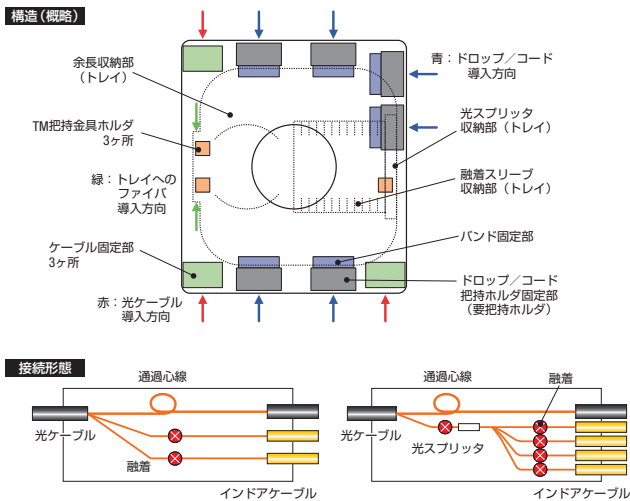 構造（概略）
余長収納部
（トレイ）
TM把持金具ホルダ
3ヶ所
緑：トレイへの
ファイバ
導入方向
ケーブル固定部
3ヶ所
赤：光ケーブル
導入方向
青：ドロップ／コード
導入方向
光スプリッタ
収納部（トレイ）
融着スリーブ
収納部（トレイ）
バンド固定部
ドロップ／コード
把持ホルダ固定部
（要把持ホルダ）
接続形態
通過心線
光ケーブル
融着
インドアケーブル
通過心線
融着
光ケーブル
光スプリッタ
インドアケーブル